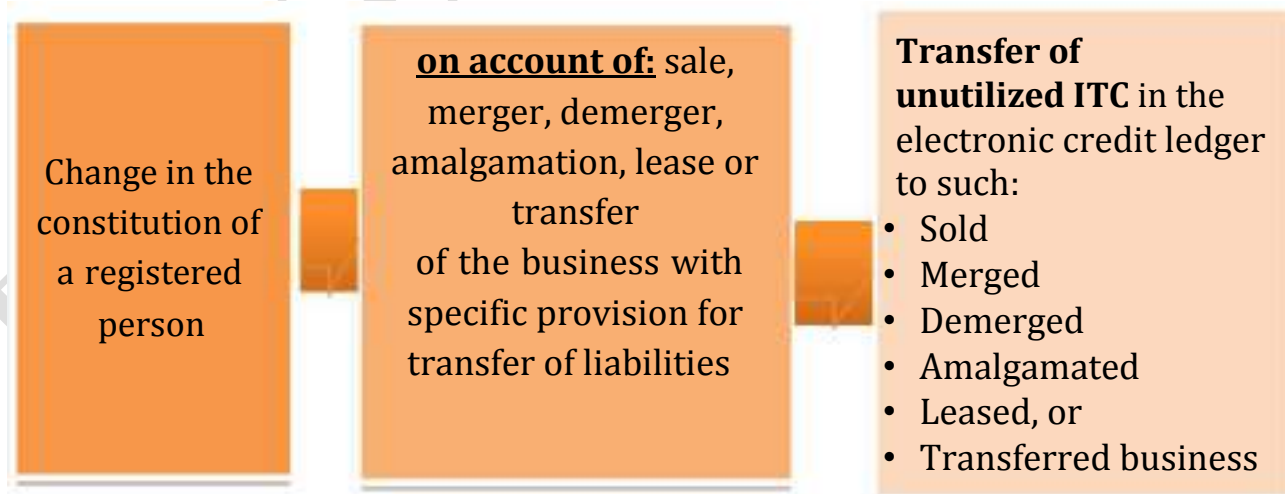 Change in the
constitution of
a registered
person
on account of: sale,
merger, demerger,
amalgamation, lease or
transfer
of the business with
specific provision for
transfer of liabilities
Transfer of
unutilized ITC in the
electronic credit ledger
to such:
• Sold
• Merged
• Demerged
• Amalgamated
• Leased, or
• Transferred business